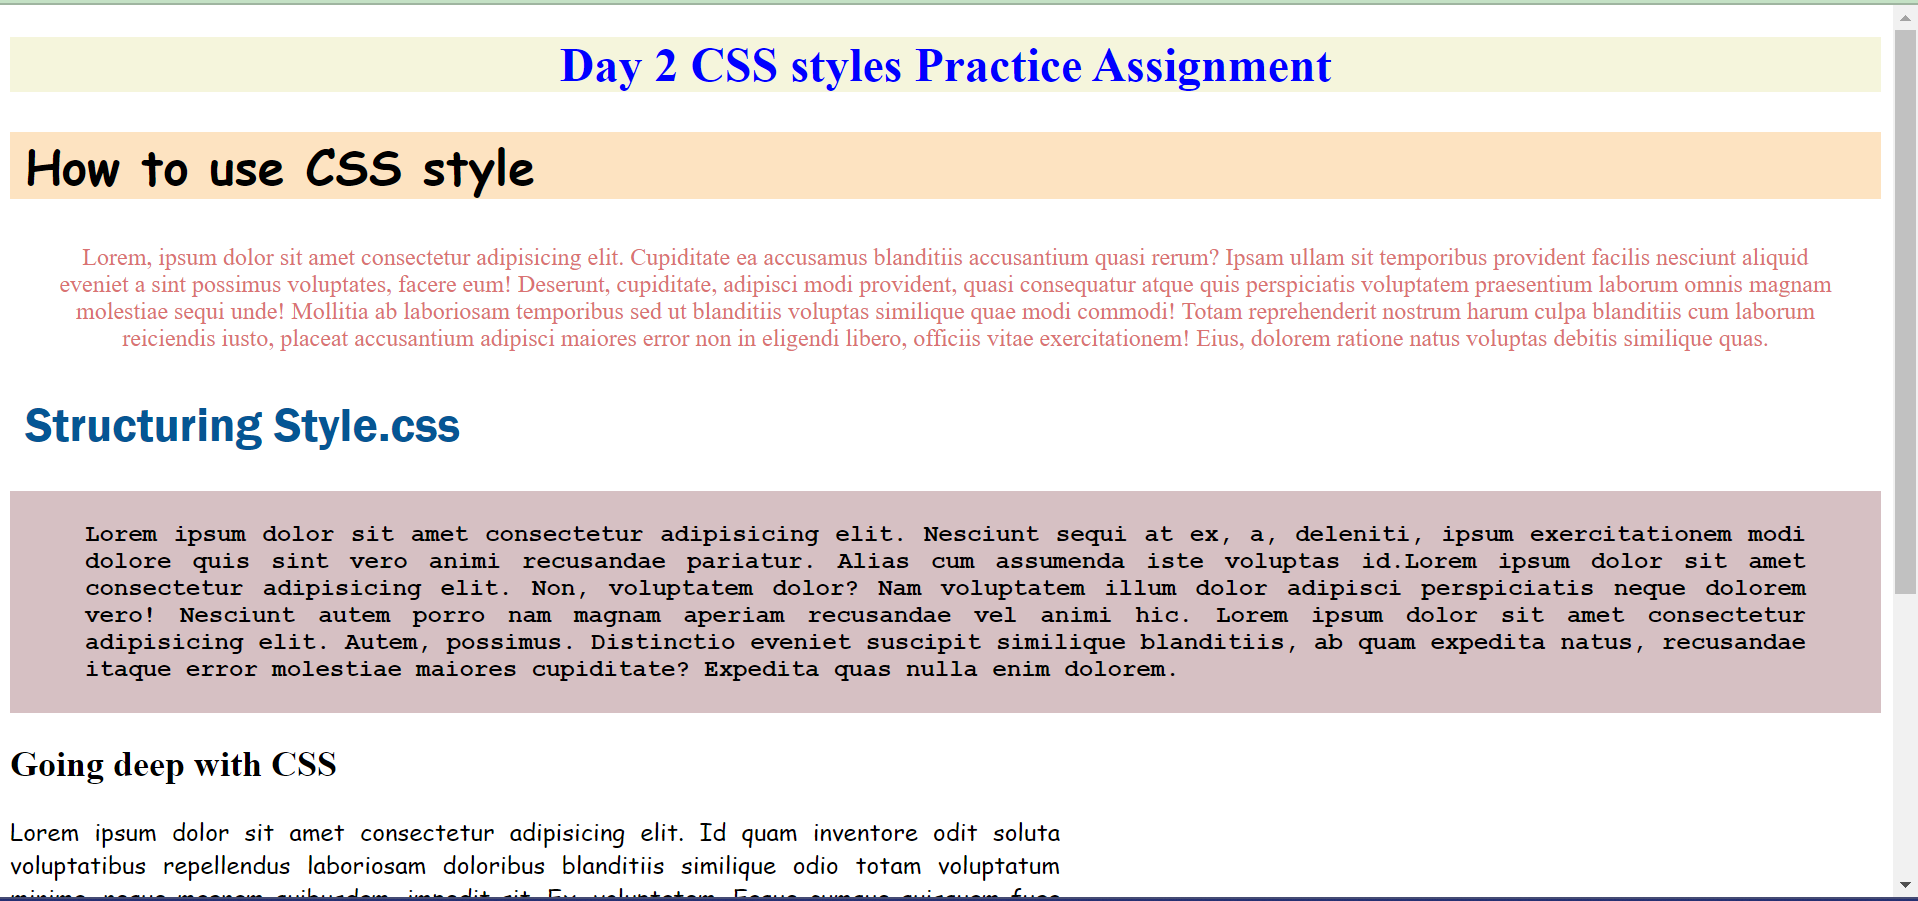 Day 2 CSS styles Practice Assignment
How to use CSS style
Lorem, ipsum dolor sit amet consectetur adipisicing elit. Cupiditate ea accusamus blanditiis accusantium quasi rerum? Ipsam ullam sit temporibus provident facilis nesciunt aliquid
eveniet a sint possimus voluptates, facere eum! Deserunt, cupiditate, adipisci modi provident, quasi consequatur atque quis perspiciatis voluptatem praesentium laborum omnis magnam
molestiae sequi unde! Mollitia ab laboriosam temporibus sed ut blanditiis voluptas similique quae modi commodi! Totam reprehenderit nostrum harum culpa blanditiis cum laborum
reiciendis iusto, placeat accusantium adipisci maiores error non in eligendi libero, officiis vitae exercitationem! Eius, dolorem ratione natus voluptas debitis similique quas.
Structuring Style.css
Lorem ipsum dolor sit amet consectetur adipisicing elit. Nesciunt sequi at ex, a, deleniti, ipsum exercitationem modi
dolore quis sint vero animi recusandae pariatur. Alias cum assumenda iste voluptas id.Lorem ipsum dolor sit amet
consectetur adipisicing elit. Non, voluptatem dolor? Nam voluptatem illum dolor adipisci perspiciatis neque dolorem
vero! Nesciunt autem porro nam magnam aperiam recusandae vel animi hic. Lorem ipsum dolor sit amet consectetur
adipisicing elit. Autem, possimus. Distinctio eveniet suscipit similique blanditiis, ab quam expedita natus, recusandae
itaque error molestiae maiores cupiditate? Expedita quas nulla enim dolorem.
Going deep with CSS
Lorem ipsum dolor sit amet consectetur adipisicing elit. Id quam inventore odit soluta
voluptatibus repellendus laboriosam doloribus blanditiis similique odio totam voluptatum